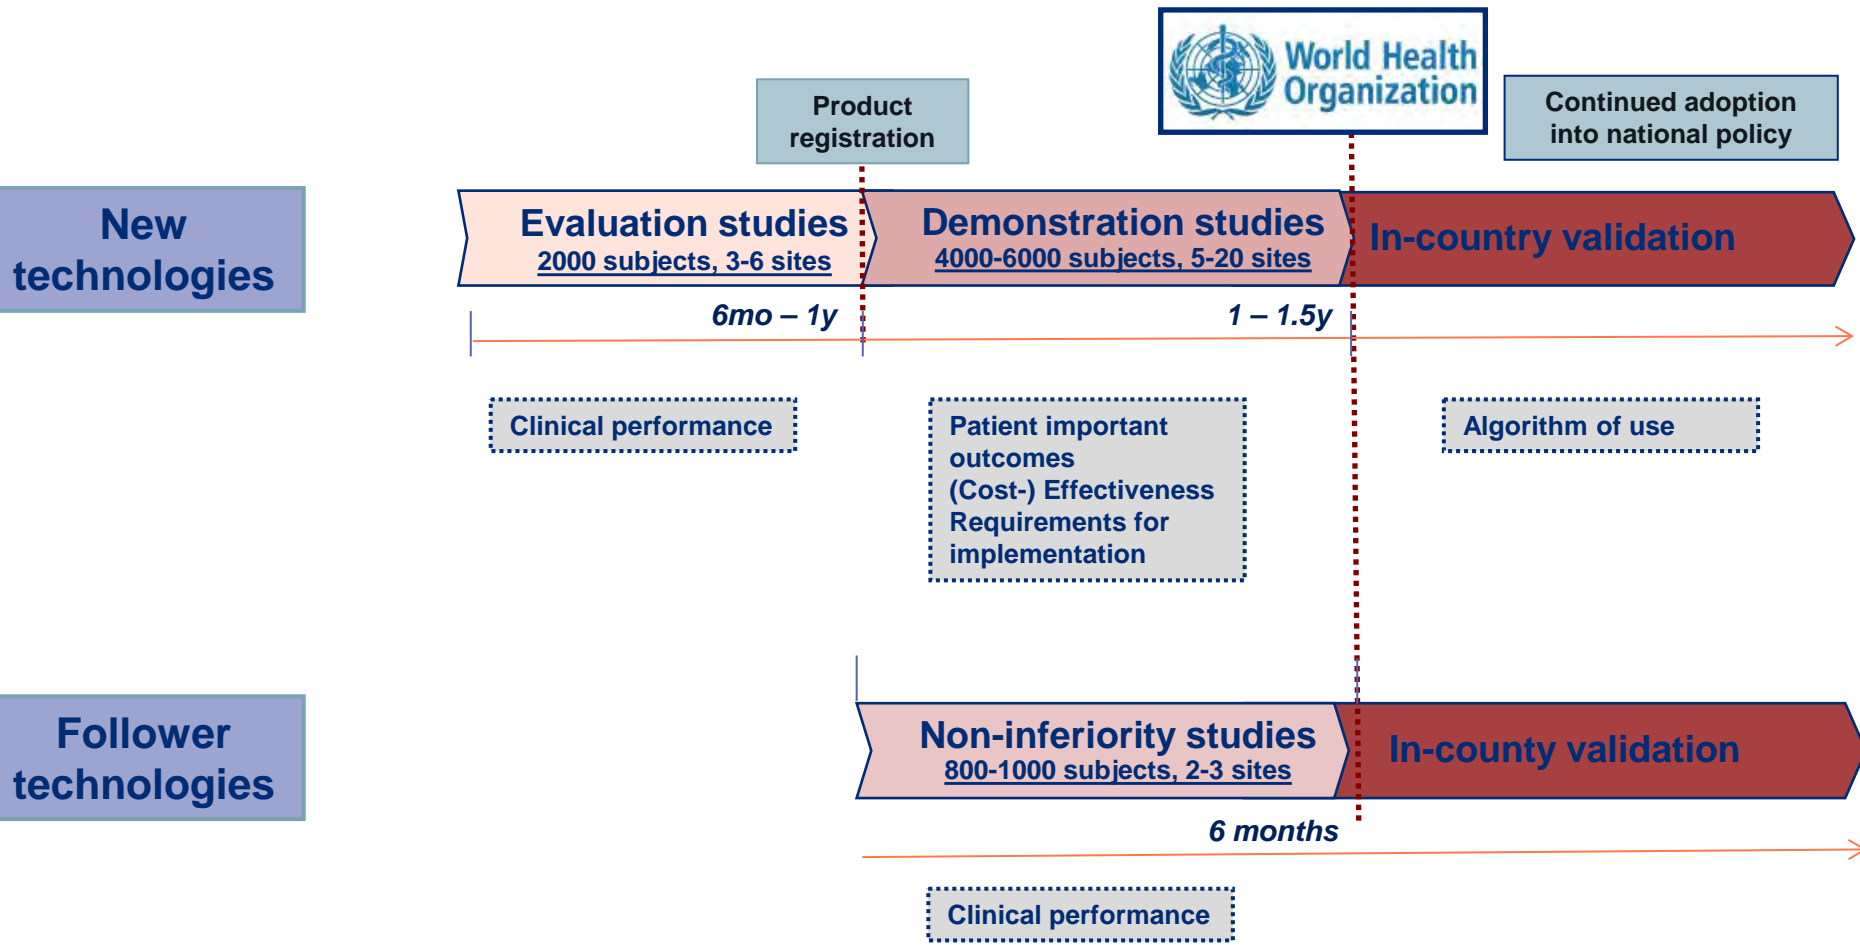 World Health
Organization
Product
registration
Continued adoption
into national policy
New
technologies
Evaluation studies
2000 subjects, 3-6 sites
Demonstration studies
4000-6000 subjects, 5-20 sites
In-country validation
6mo – 1y
1 – 1.5y
Clinical performance
Patient important
outcomes
(Cost-) Effectiveness
Requirements for
implementation
Algorithm of use
Follower
technologies
Non-inferiority studies
800-1000 subjects, 2-3 sites
In-county validation
6 months
Clinical performance